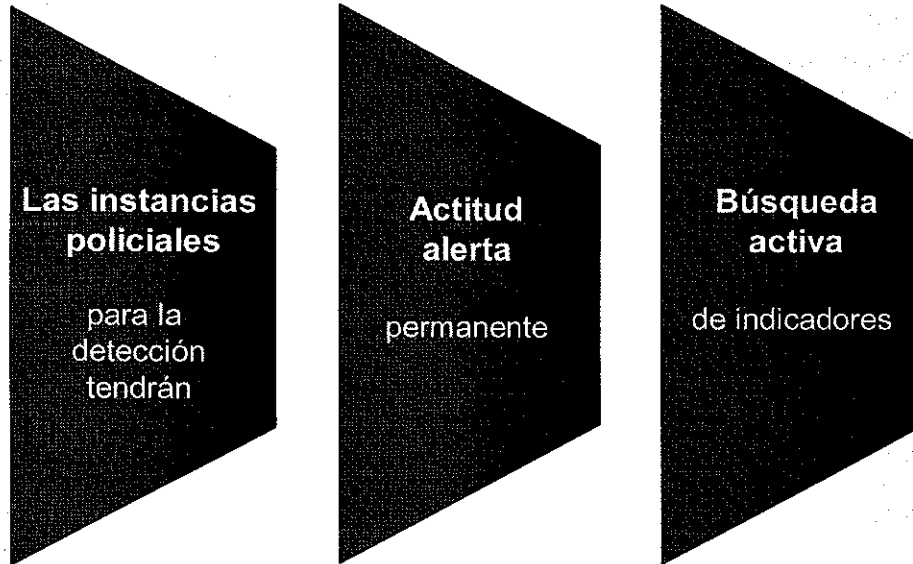 Las instancias
policiales
para la
detección
tendrán
Actitud
alerta
permanente
Búsqueda
activa
de indicadores